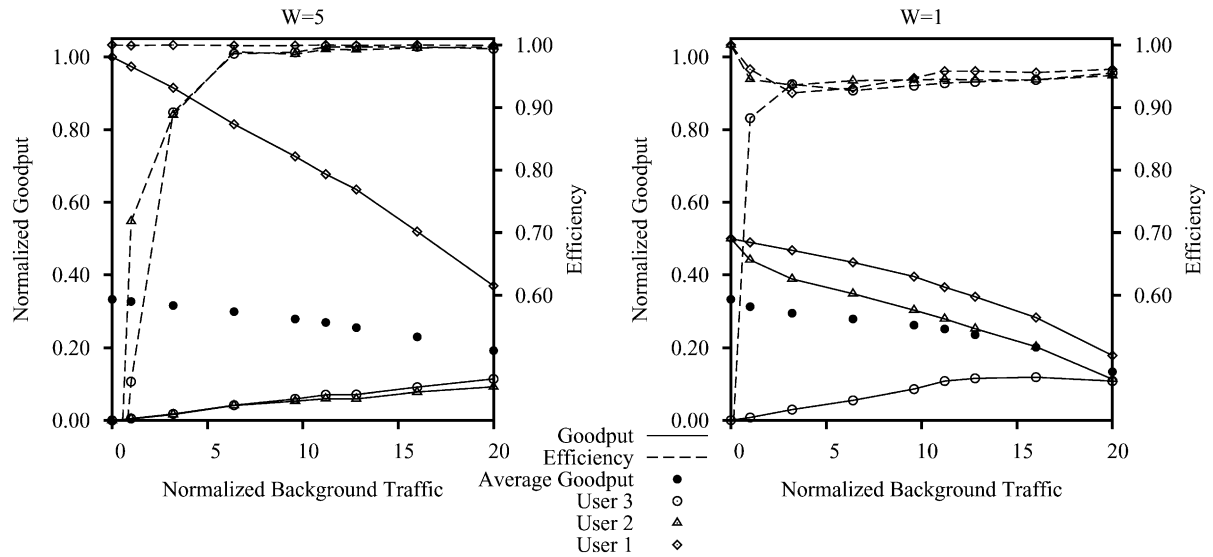 W=5
1.00
0.80
0.60
0.40
0.20
0.00
Normalized Goodput
1.00
0.90
0.80
0.70
0.60
Efficiency
0 5 10 15 20
Normalized Background Traffic
W=1
1.00
0.80
0.60
0.40
0.20
0.00
Normalized Goodput
1.00
0.90
0.80
0.70
0.60
Efficiency
0 5 10 15 20
Normalized Background Traffic
Goodput
Efficiency
Average Goodput
User 3
User 2
User 1